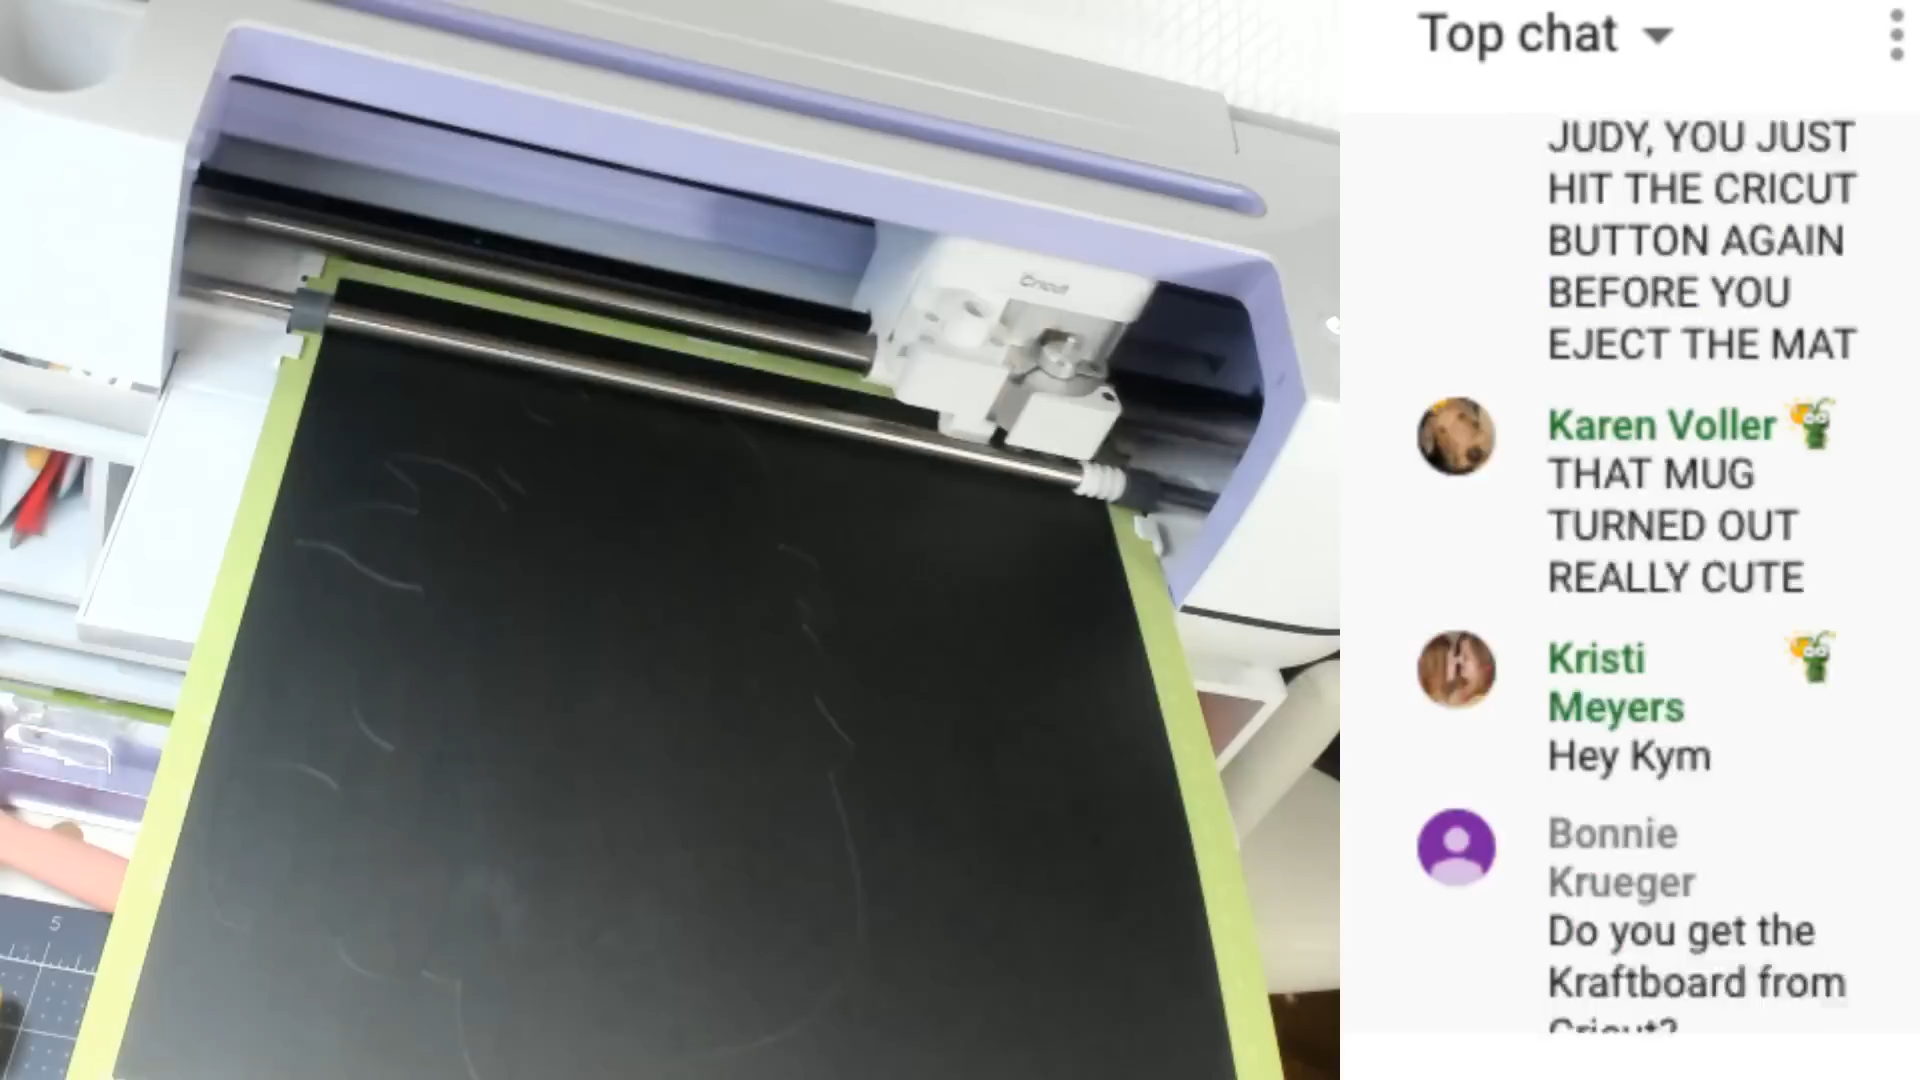 Top chat
JUDY, YOU JUST
HIT THE CRICUT
BUTTON AGAIN
BEFORE YOU
EJECT THE MAT
Karen Voller
THAT MUG
TURNED OUT
REALLY CUTE
Kristi
Meyers
Hey Kym
Bonnie
Krueger
Do you get the
Kraftboard from
Cricut?
Cricut
5